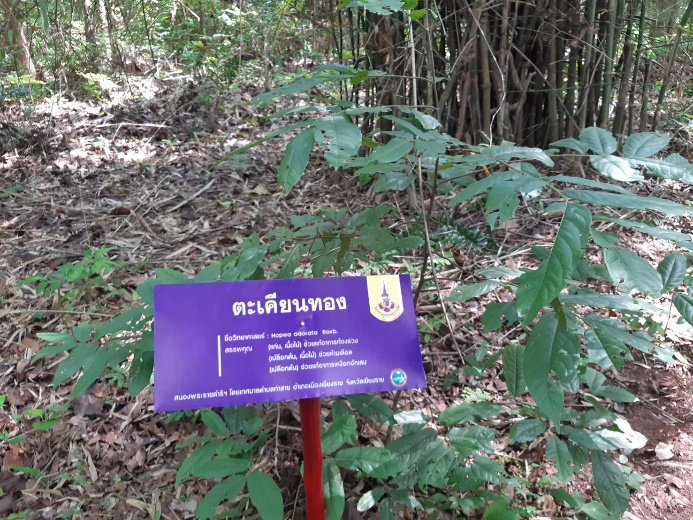 ตะเคียนทอง
ชื่อวิทยาศาสตร์ : Hopea odorata Roxb.
สรรพคุณ (แก่น, เนื้อไม้) ช่วยแก้อาการท้องร่วง
(เปลือกต้น, เนื้อไม้) ช่วยห้ามเลือด
(เปลือกต้น) ช่วยแก้อาการเหงือกอักเสบ
สนองพระราชดำริฯ โดยเทศบาลตำบลท่าสาย อำเภอเมืองเชียงราย จังหวัดเชียงราย